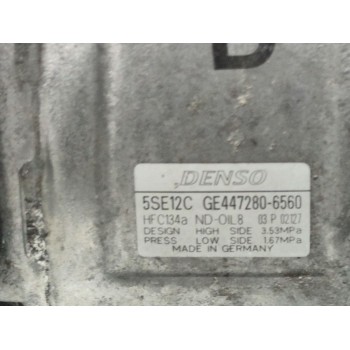 D
DENSO
5SE12C GE447280-6560
HFC134a ND-OIL8 03 P 02127
DESIGN HIGH SIDE 3.53MPa
PRESS LOW SIDE 1.67MPa
MADE IN GERMANY